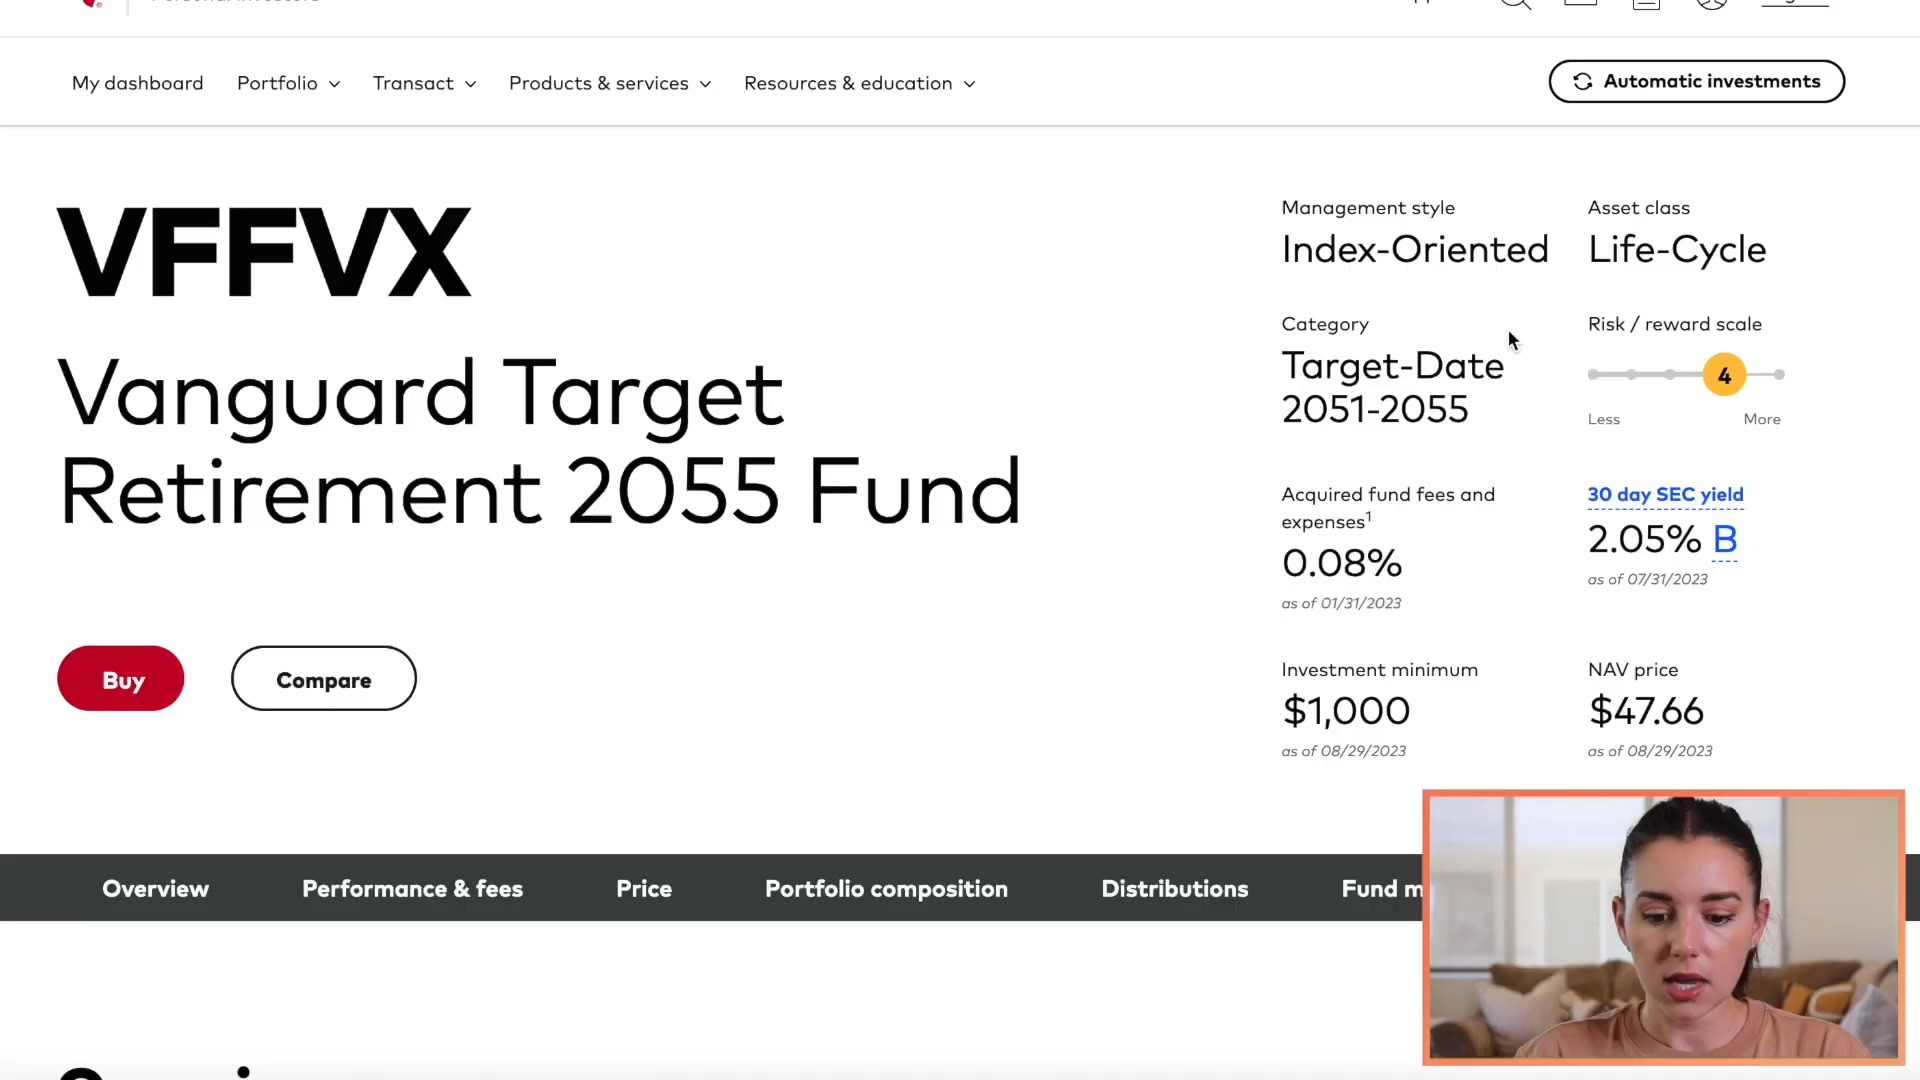 My dashboard
Portfolio
Transact
Products & services
Resources & education
Automatic investments
VFFVX
Vanguard Target
Retirement 2055 Fund
Buy
Compare
Management style
Index-Oriented
Asset class
Life-Cycle
Category
Target-Date
2051-2055
Risk / reward scale
4
Less
More
Acquired fund fees and
expenses¹
0.08%
as of 01/31/2023
30 day SEC yield
2.05% B
as of 07/31/2023
Investment minimum
$1,000
as of 08/29/2023
NAV price
$47.66
as of 08/29/2023
Overview
Performance & fees
Price
Portfolio composition
Distributions
Fund m